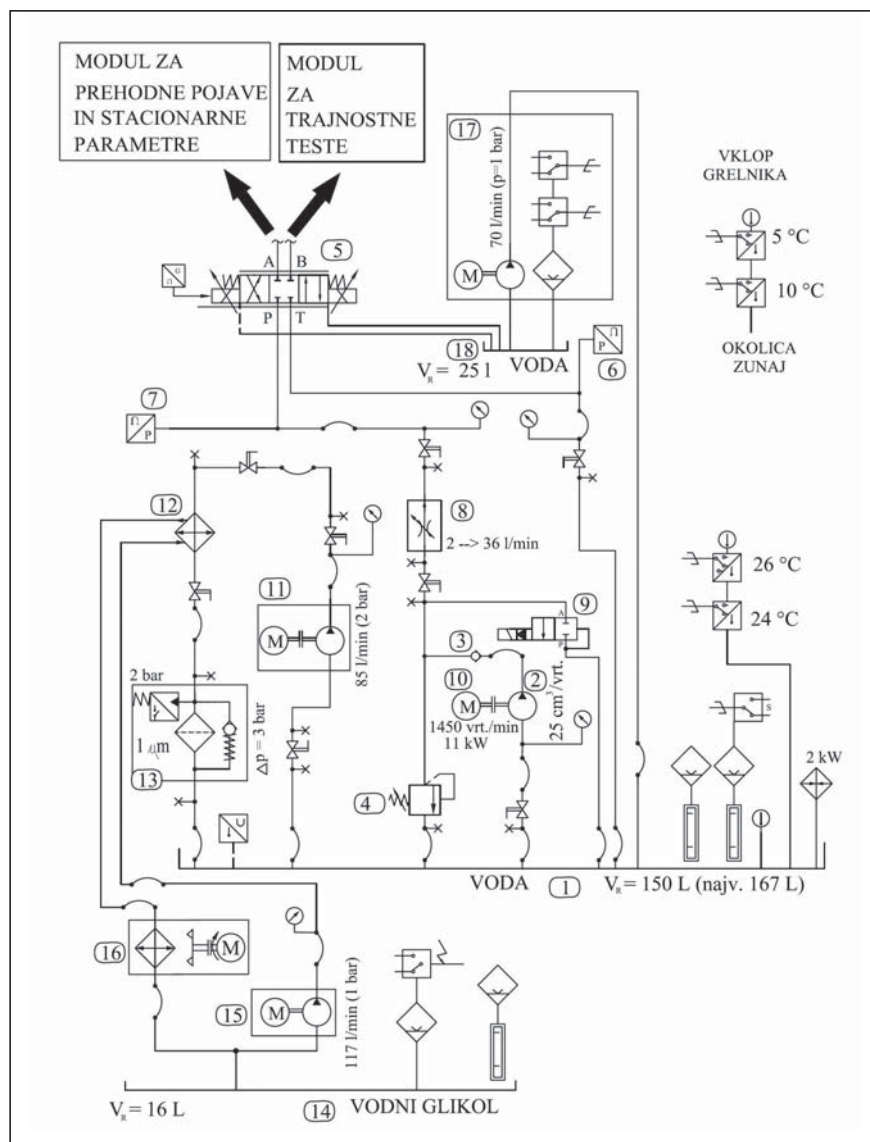 MODUL ZA
PREHODNE POJAVE
IN STACIONARNE
PARAMETRE
MODUL
ZA
TRAJNOSTNE
TESTE
17
70 l/min (p=1 bar)
M
VKLOP
GRELNIKA
5 °C
10 °C
OKOLICA
ZUNAJ
A B
5
P T
18
VODA
V_R = 25 l
P
6
7
P
12
8
2 --> 36 l/min
11
M
85 l/min (2 bar)
9
A
P
3
10
2
M
1450 vrt./min
11 kW
25 cm³/vrt.
26 °C
24 °C
S
2 kW
2 bar
1 µm
Δp = 3 bar
13
4
VODA
1
V_R = 150 L (najv. 167 L)
16
M
15
M
117 l/min (1 bar)
V_R = 16 L
14
VODNI GLIKOL